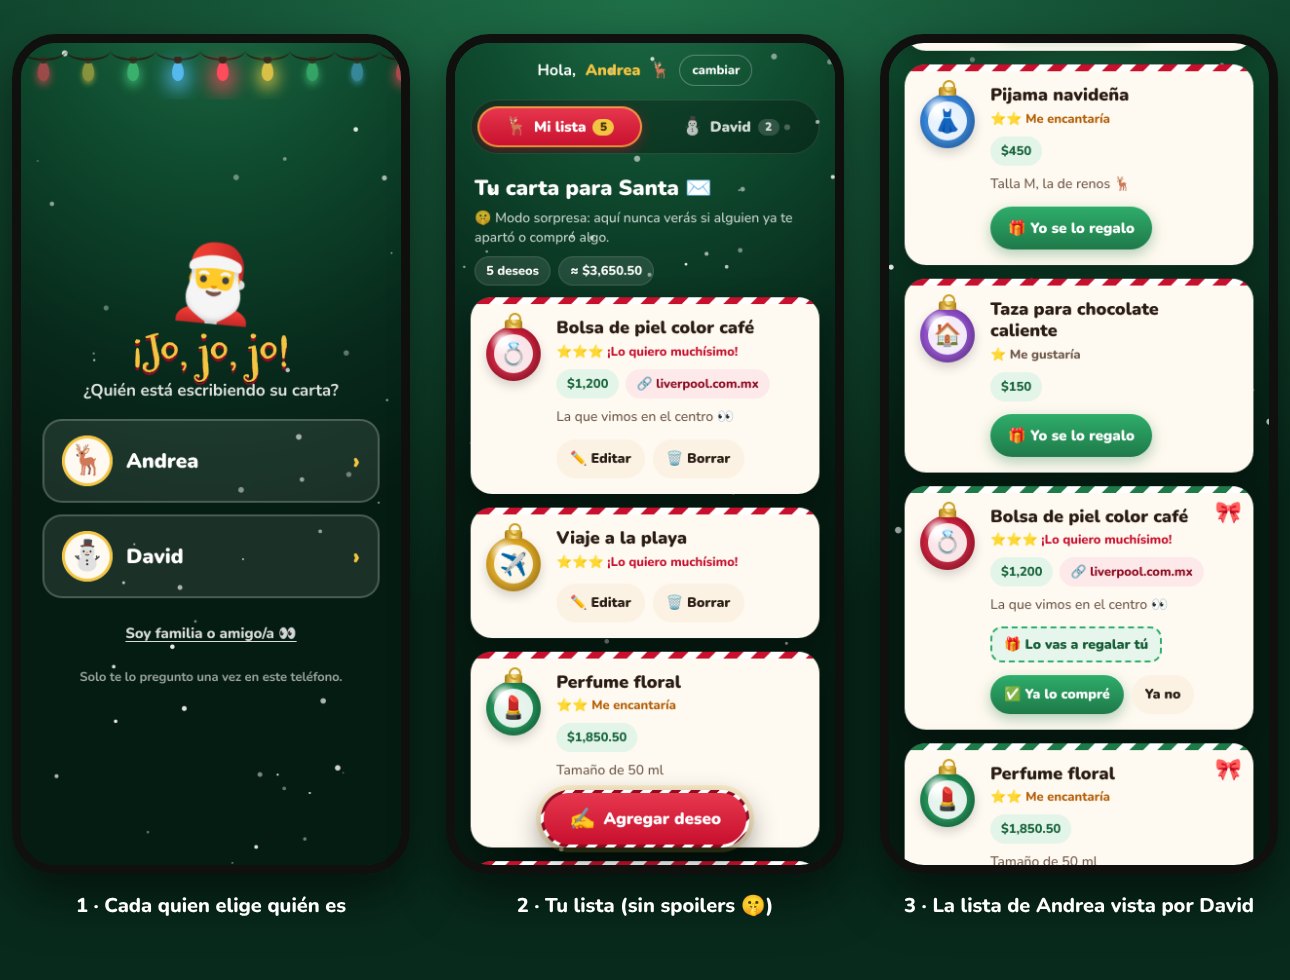 ¡Jo, jo, jo!
¿Quién está escribiendo su carta?
Andrea
David
Soy familia o amigo/a 👀
Solo te lo pregunto una vez en este teléfono.
1 · Cada quien elige quién es
Hola, Andrea 🦌 cambiar
🦌 Mi lista 5
⛄ David 2
Tu carta para Santa ✉️
🤫 Modo sorpresa: aquí nunca verás si alguien ya te
apartó o compró algo.
5 deseos
≈ $3,650.50
Bolsa de piel color café
⭐⭐⭐ ¡Lo quiero muchísimo!
$1,200
🔗 liverpool.com.mx
La que vimos en el centro 👀
✏️ Editar
🗑️ Borrar
Viaje a la playa
⭐⭐⭐ ¡Lo quiero muchísimo!
✏️ Editar
🗑️ Borrar
Perfume floral
⭐⭐ Me encantaría
$1,850.50
Tamaño de 50 ml
✍️ Agregar deseo
2 · Tu lista (sin spoilers 🤫)
Pijama navideña
⭐⭐ Me encantaría
$450
Talla M, la de renos 🦌
🎁 Yo se lo regalo
Taza para chocolate
caliente
⭐ Me gustaría
$150
🎁 Yo se lo regalo
Bolsa de piel color café
⭐⭐⭐ ¡Lo quiero muchísimo!
$1,200
🔗 liverpool.com.mx
La que vimos en el centro 👀
🎁 Lo vas a regalar tú
✅ Ya lo compré
Ya no
Perfume floral
⭐⭐ Me encantaría
$1,850.50
Tamaño de 50 ml
3 · La lista de Andrea vista por David